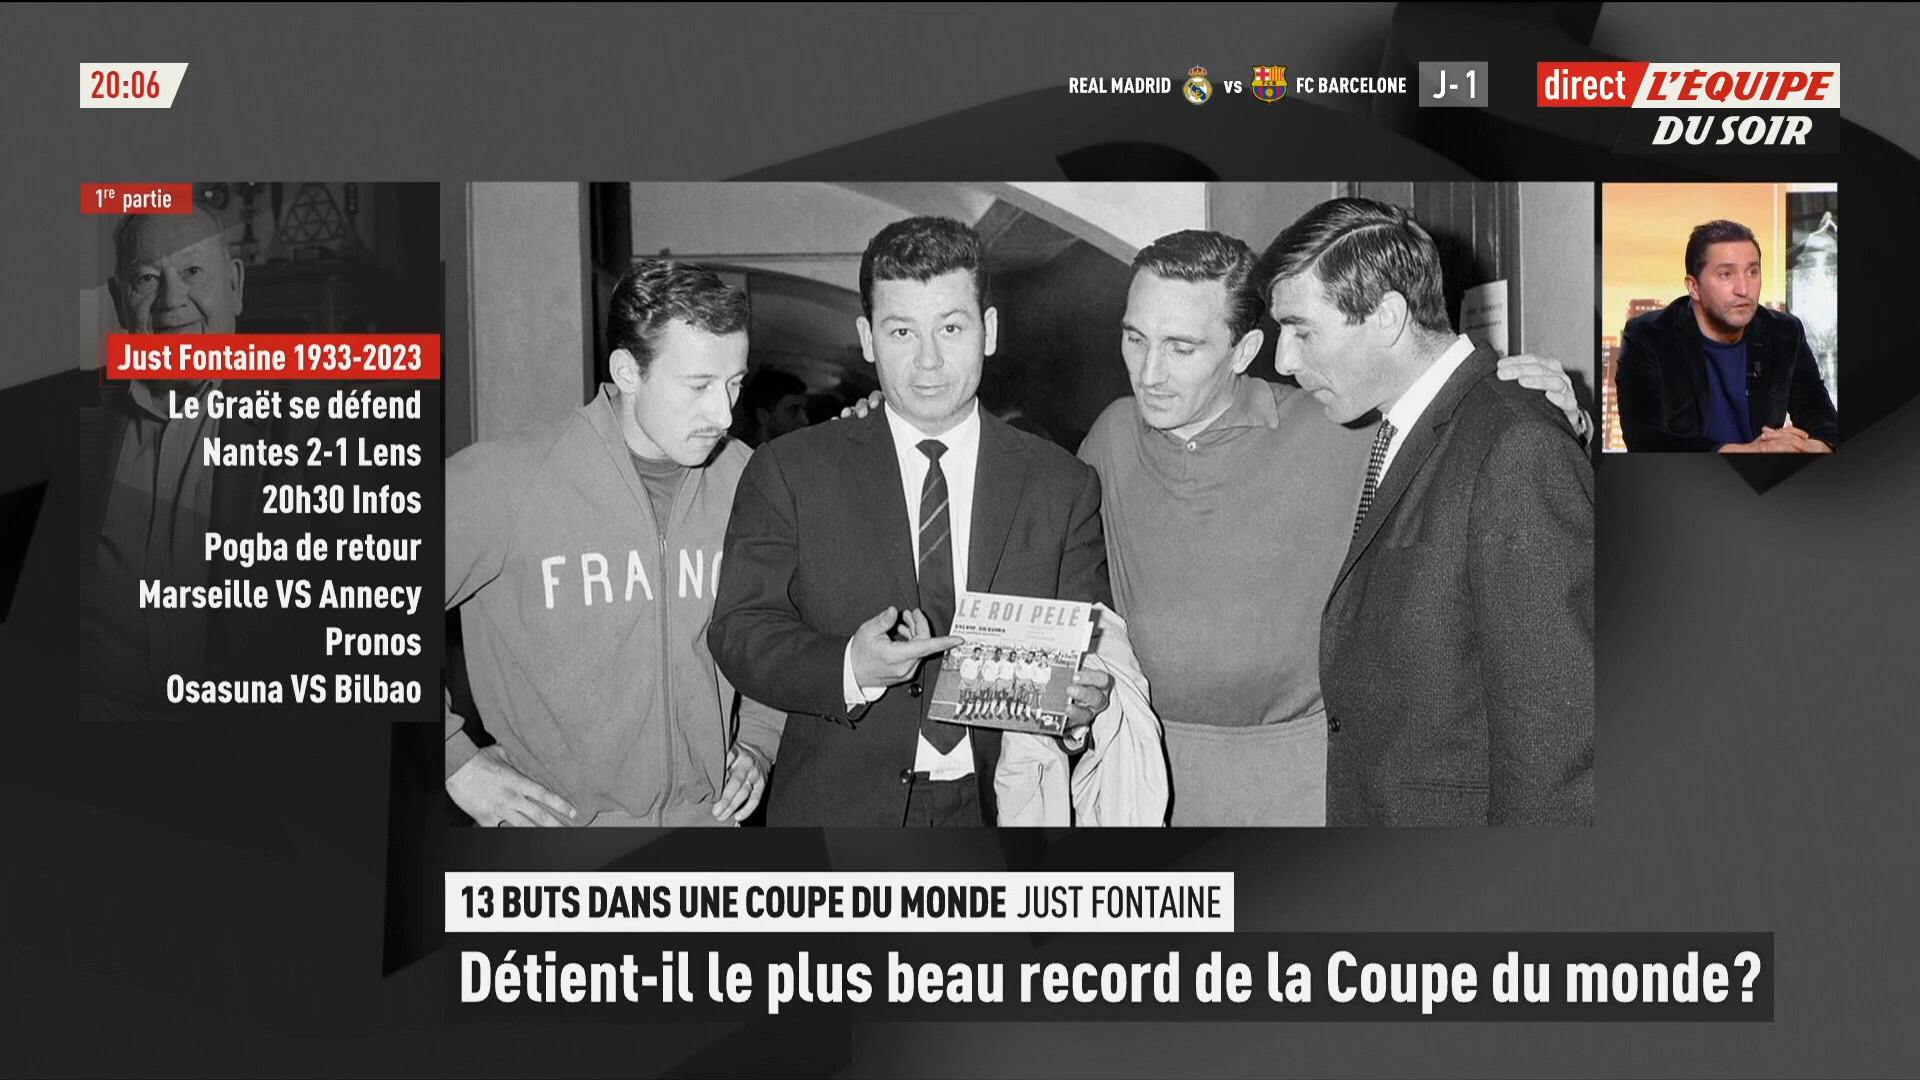 20:06
REAL MADRID vs FC BARCELONE J-1
direct L'ÉQUIPE
DU SOIR
1re partie
Just Fontaine 1933-2023
Le Graët se défend
Nantes 2-1 Lens
20h30 Infos
Pogba de retour
Marseille VS Annecy
Pronos
Osasuna VS Bilbao
FRANC
LE ROI PELÉ
13 BUTS DANS UNE COUPE DU MONDE JUST FONTAINE
Détient-il le plus beau record de la Coupe du monde?